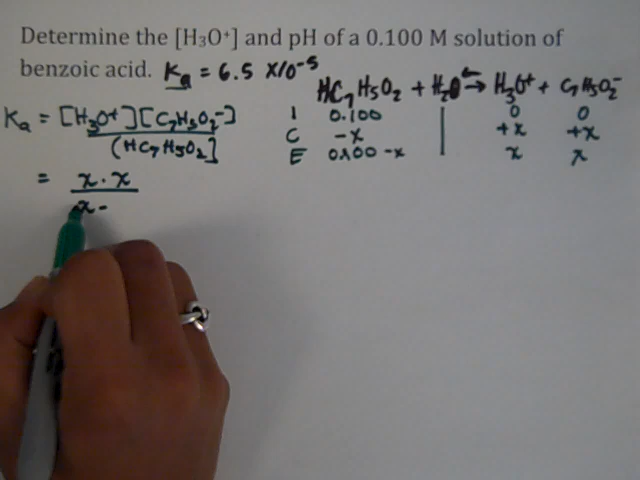 Determine the [H₃O⁺] and pH of a 0.100 M solution of
benzoic acid. Ka = 6.5 x10⁻⁵
HC₇H₅O₂ + H₂O ⇌ H₃O⁺ + C₇H₅O₂⁻
Ka = [H₃O⁺][C₇H₅O₂⁻]
[HC₇H₅O₂]
I 0.100 0 0
C -x +x +x
E 0.100 -x x x
= x · x
x -